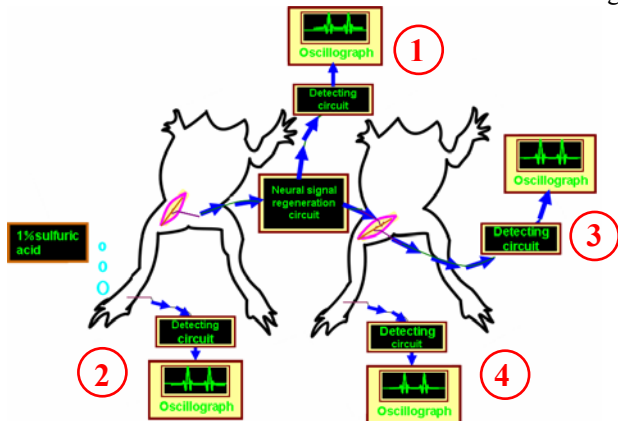 Oscillograph
1
Detecting
circuit
Oscillograph
Neural signal
regeneration
circuit
1%sulfuric
acid
Detecting
circuit
3
Detecting
circuit
Detecting
circuit
2
4
Oscillograph
Oscillograph